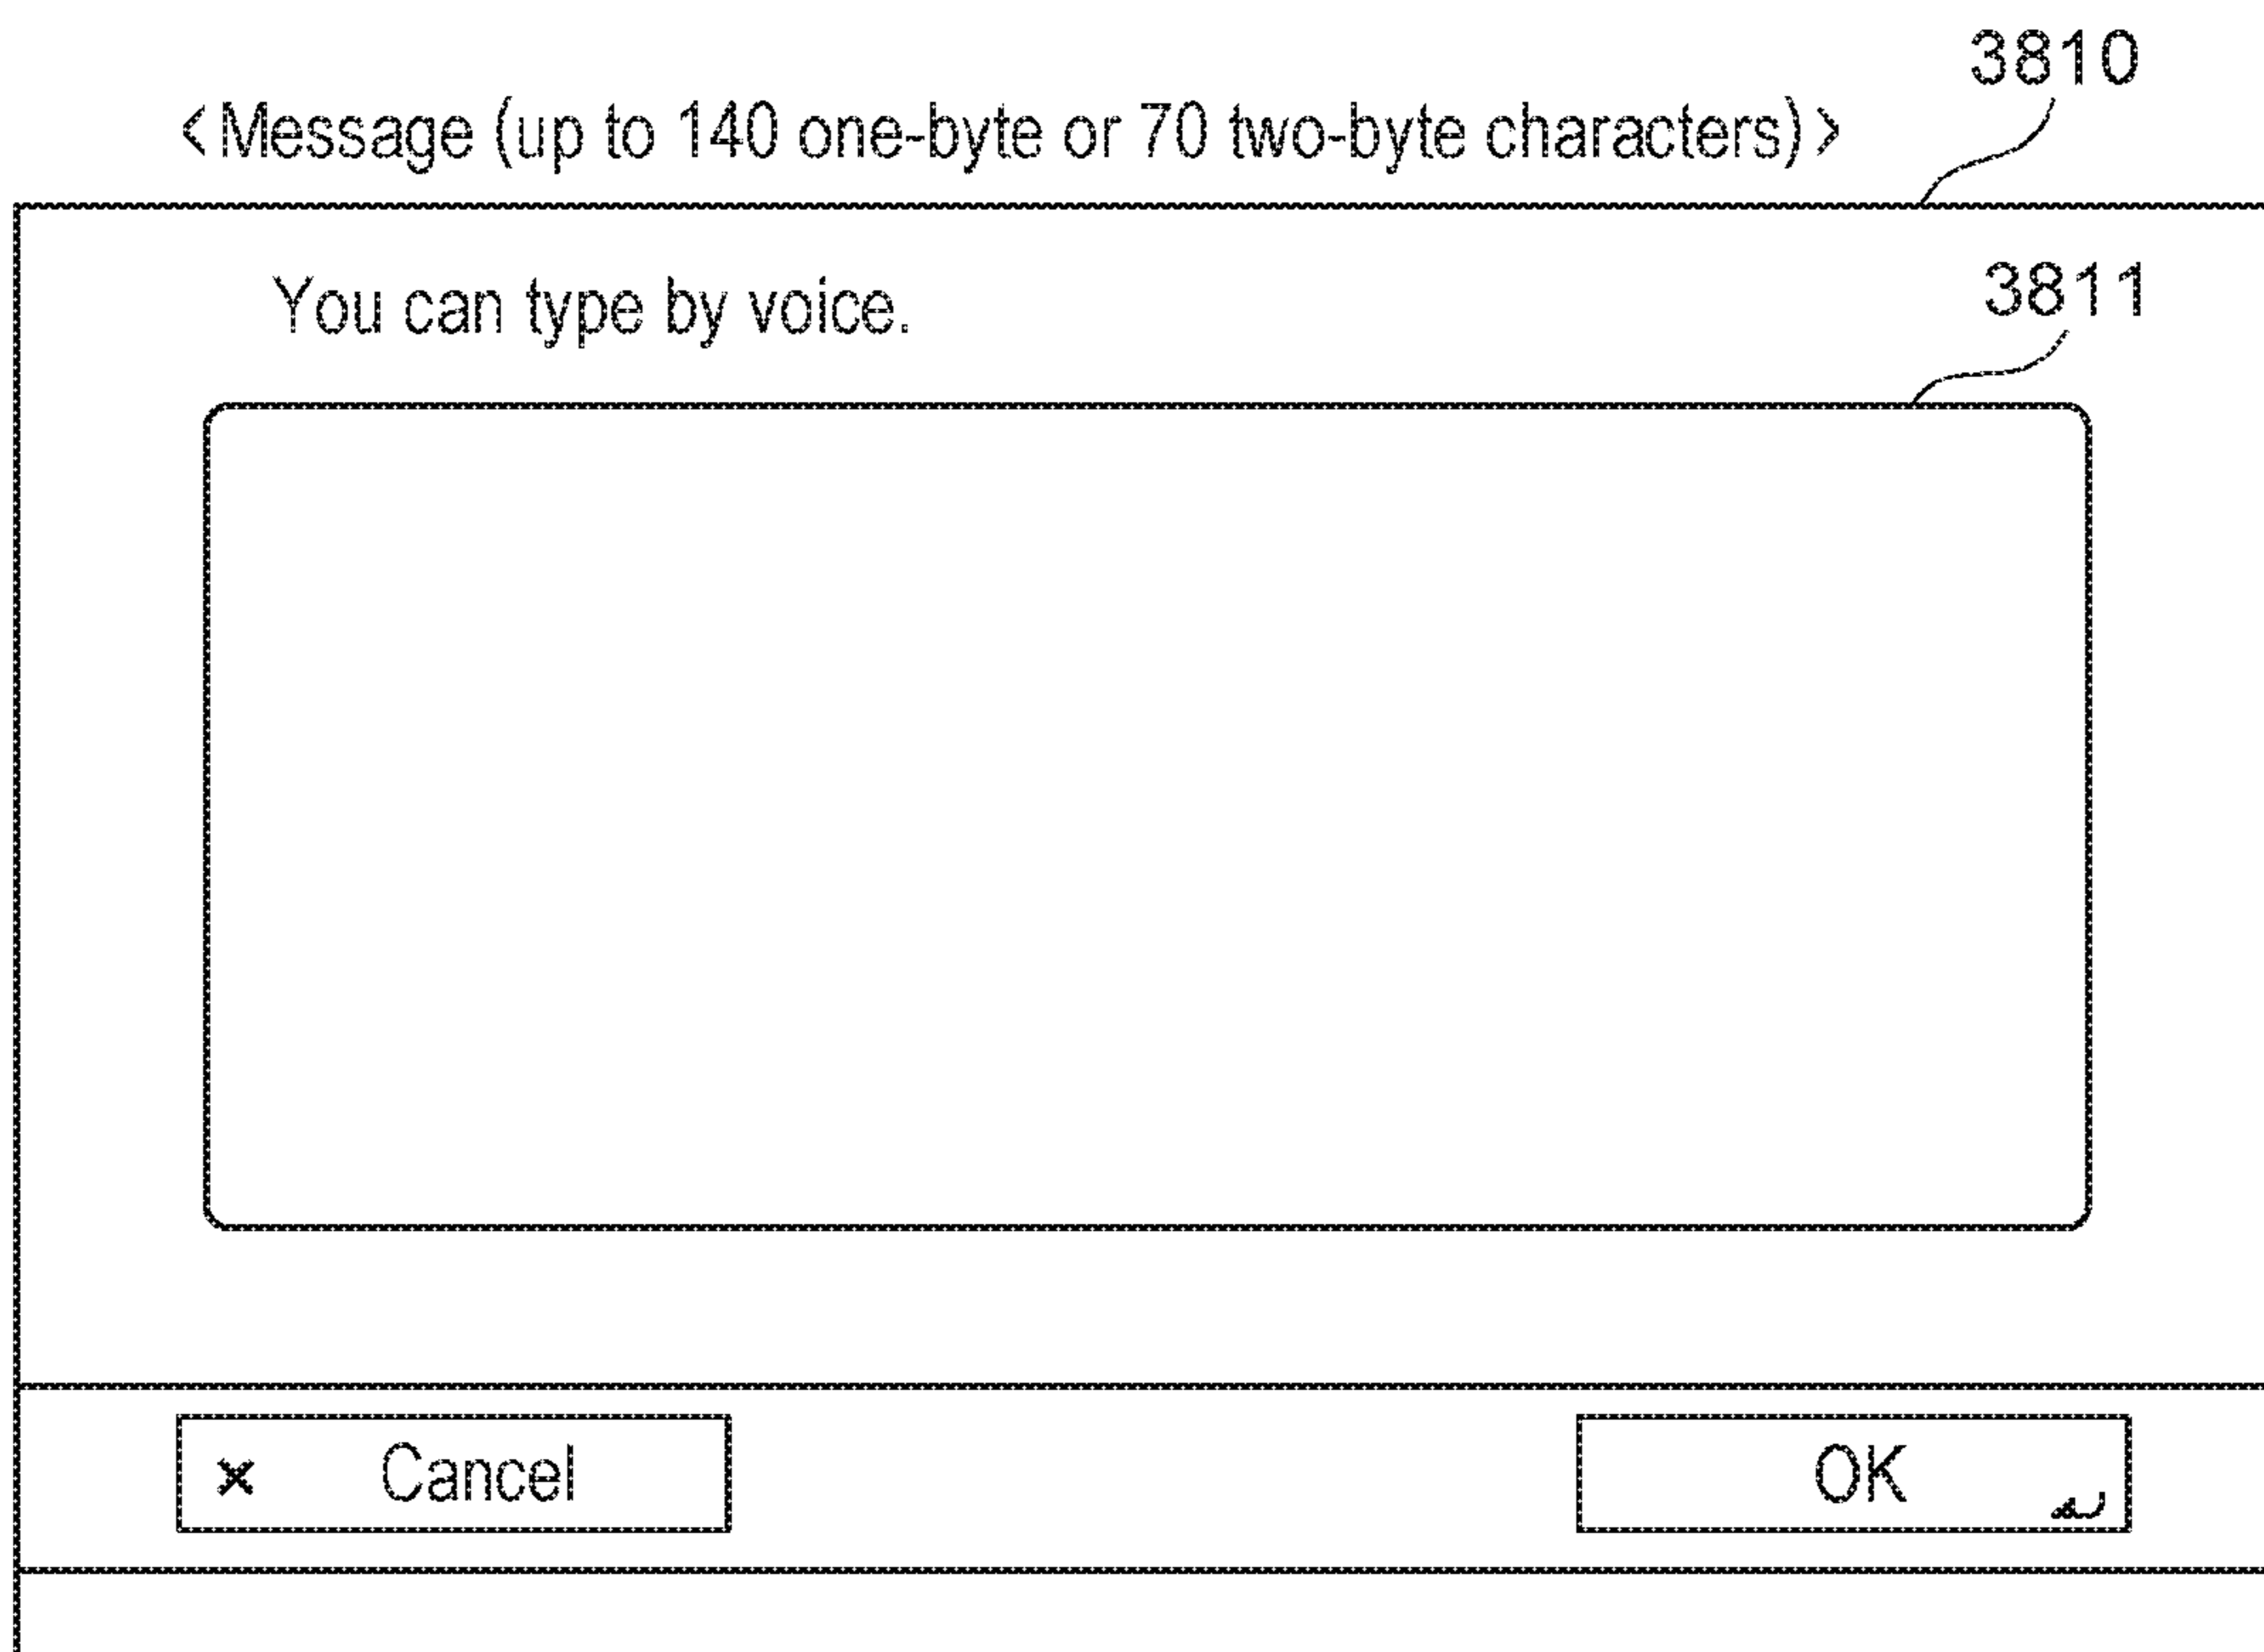 3810
<Message (up to 140 one-byte or 70 two-byte characters)>
You can type by voice.
3811
× Cancel
OK